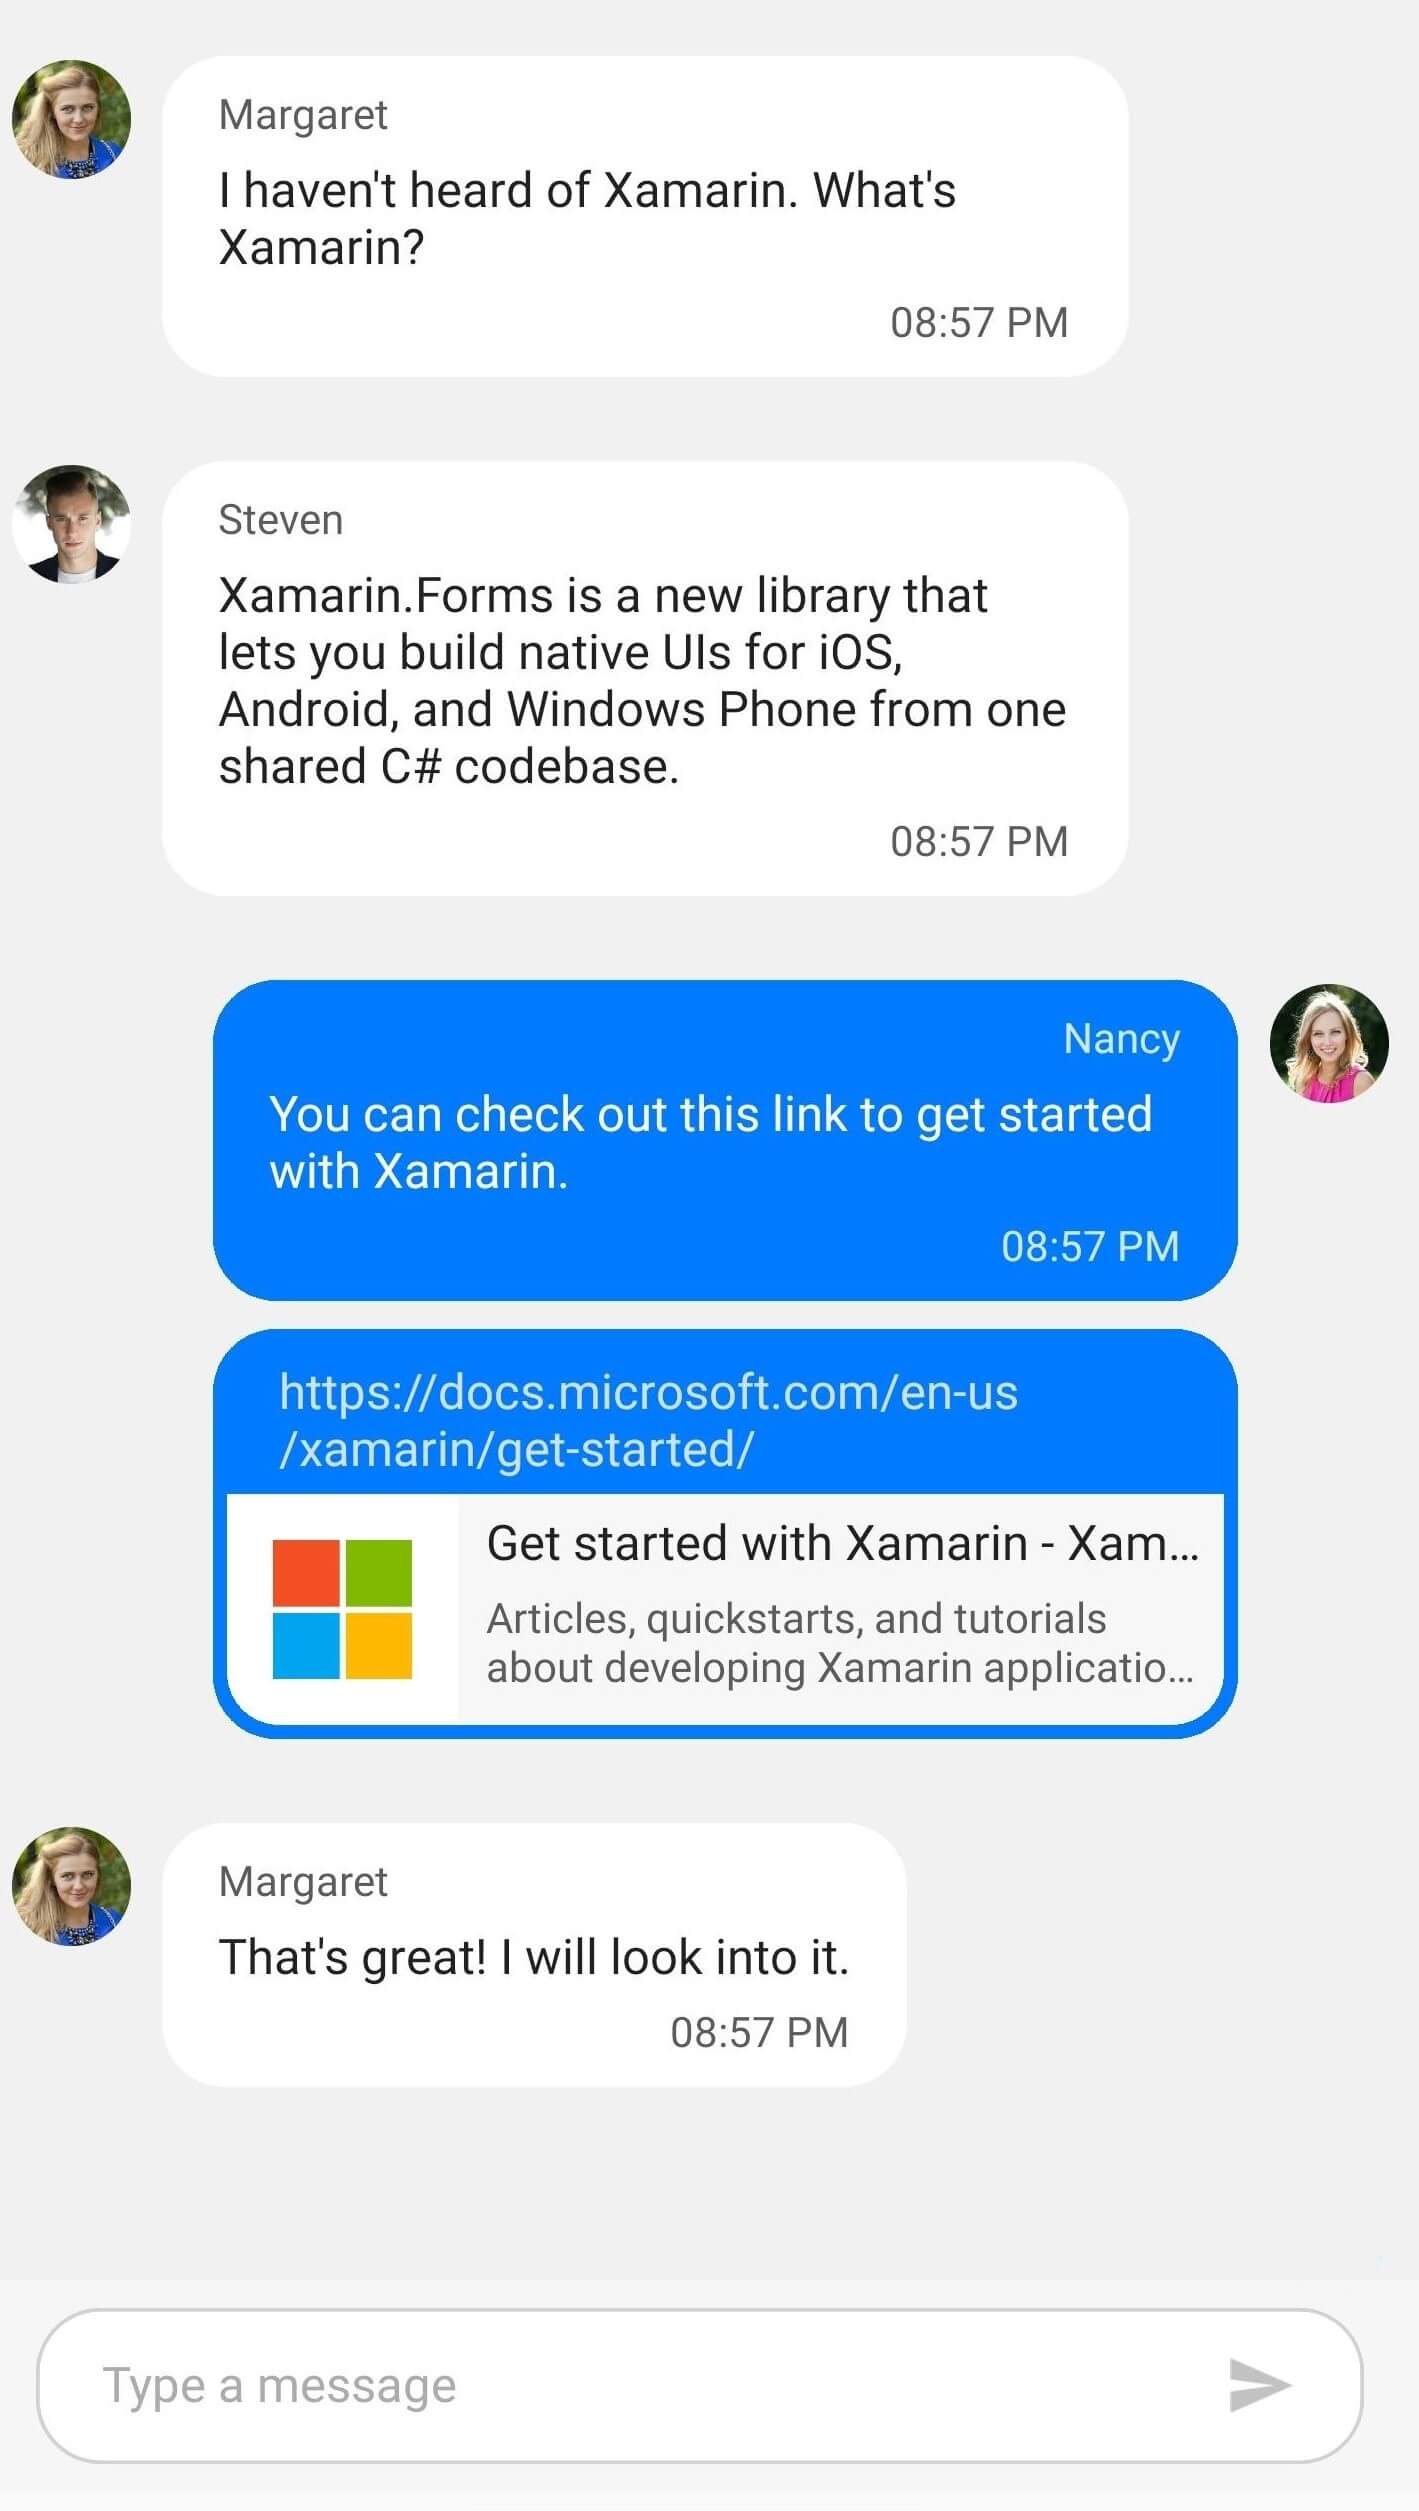 Margaret
I haven't heard of Xamarin. What's
Xamarin?
08:57 PM
Steven
Xamarin.Forms is a new library that
lets you build native UIs for iOS,
Android, and Windows Phone from one
shared C# codebase.
08:57 PM
Nancy
You can check out this link to get started
with Xamarin.
08:57 PM
https://docs.microsoft.com/en-us
/xamarin/get-started/
Get started with Xamarin - Xam...
Articles, quickstarts, and tutorials
about developing Xamarin applicatio...
Margaret
That's great! I will look into it.
08:57 PM
Type a message